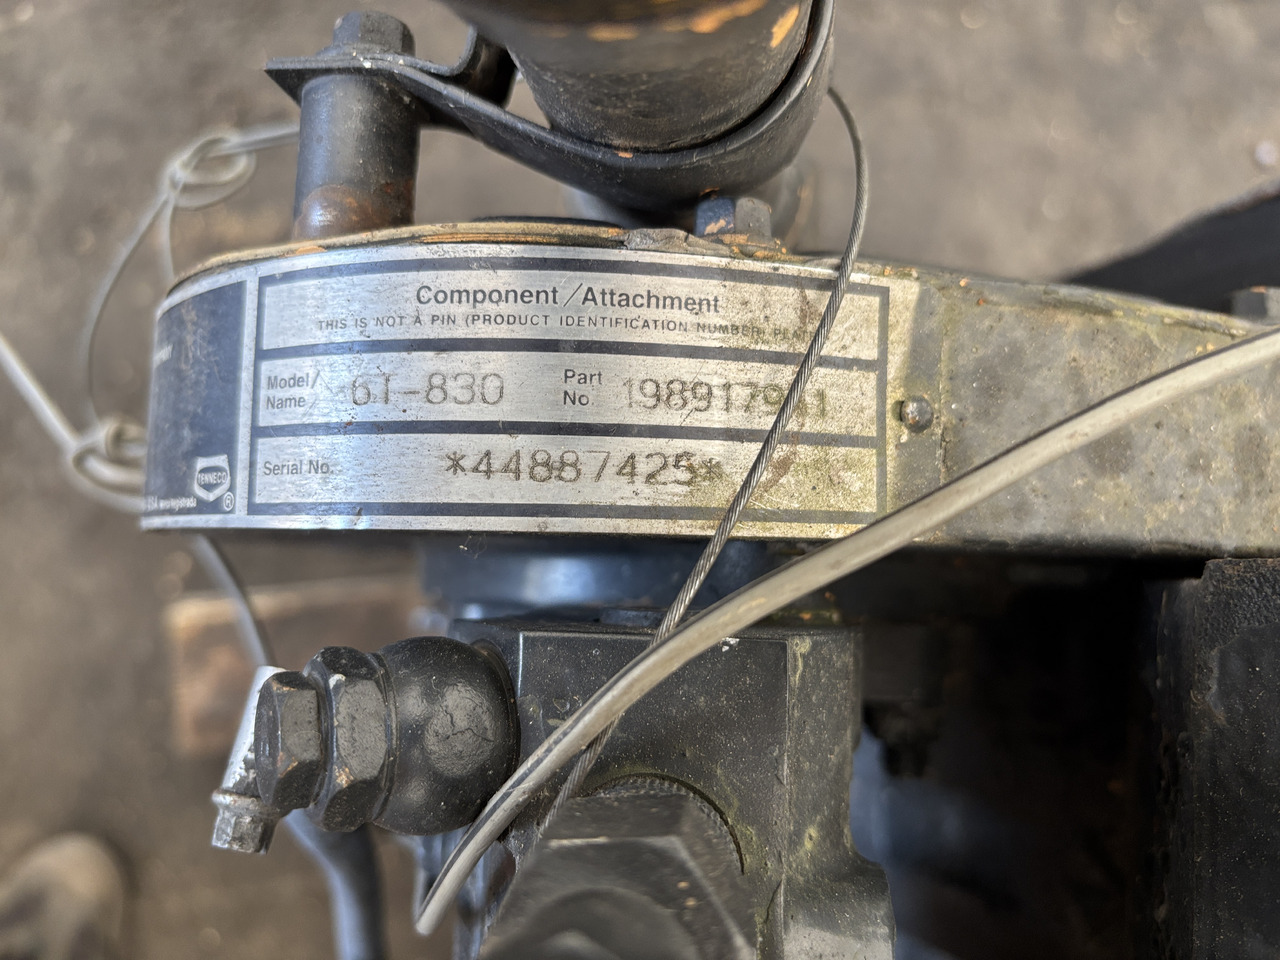 Component/Attachment
THIS IS NOT A PIN (PRODUCT IDENTIFICATION NUMBER)
Model/Name 6T-830 Part No.
Serial No. *44887425*
TENNECO
®